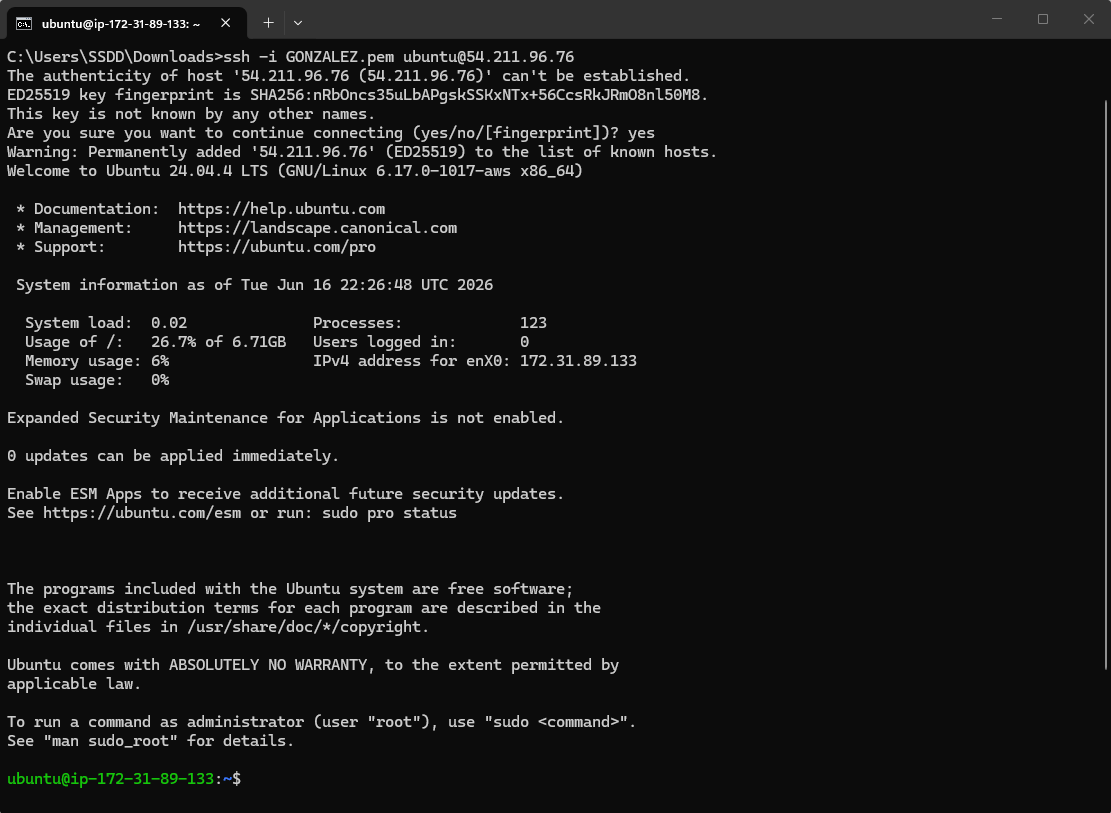 ubuntu@ip-172-31-89-133: ~
C:\Users\SSDD\Downloads>ssh -i GONZALEZ.pem ubuntu@54.211.96.76
The authenticity of host '54.211.96.76 (54.211.96.76)' can't be established.
ED25519 key fingerprint is SHA256:nRbOncs35uLbAPgskSSKxNTx+56CcsRkJRmO8nl50M8.
This key is not known by any other names.
Are you sure you want to continue connecting (yes/no/[fingerprint])? yes
Warning: Permanently added '54.211.96.76' (ED25519) to the list of known hosts.
Welcome to Ubuntu 24.04.4 LTS (GNU/Linux 6.17.0-1017-aws x86_64)
* Documentation: https://help.ubuntu.com
* Management: https://landscape.canonical.com
* Support: https://ubuntu.com/pro
System information as of Tue Jun 16 22:26:48 UTC 2026
System load: 0.02 Processes: 123
Usage of /: 26.7% of 6.71GB Users logged in: 0
Memory usage: 6% IPv4 address for enX0: 172.31.89.133
Swap usage: 0%
Expanded Security Maintenance for Applications is not enabled.
0 updates can be applied immediately.
Enable ESM Apps to receive additional future security updates.
See https://ubuntu.com/esm or run: sudo pro status
The programs included with the Ubuntu system are free software;
the exact distribution terms for each program are described in the
individual files in /usr/share/doc/*/copyright.
Ubuntu comes with ABSOLUTELY NO WARRANTY, to the extent permitted by
applicable law.
To run a command as administrator (user "root"), use "sudo <command>".
See "man sudo_root" for details.
ubuntu@ip-172-31-89-133:~$